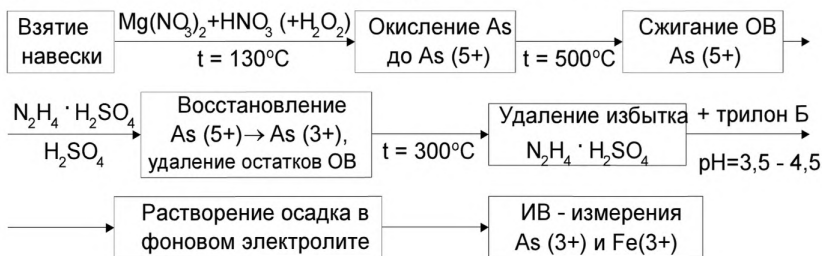 Взятие навески
Mg(NO₃)₂+HNO₃ (+H₂O₂)
t = 130°C
Окисление As до As (5+)
t = 500°C
Сжигание ОВ As (5+)
N₂H₄ · H₂SO₄
H₂SO₄
Восстановление
As (5+)→ As (3+),
удаление остатков ОВ
t = 300°C
Удаление избытка
N₂H₄ · H₂SO₄
+ трилон Б
pH=3,5 - 4,5
Растворение осадка в
фоновом электролите
ИВ - измерения
As (3+) и Fe(3+)